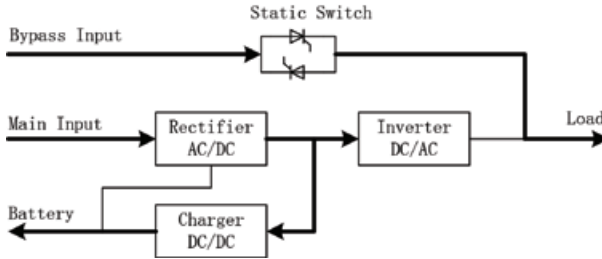 Static Switch
Bypass Input
Main Input
Rectifier
AC/DC
Inverter
DC/AC
Load
Battery
Charger
DC/DC